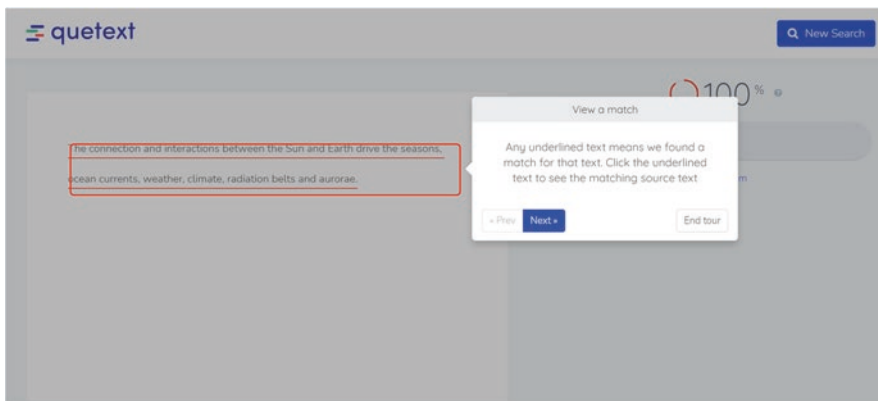 quetext
New Search
100 %
View a match
The connection and interactions between the Sun and Earth drive the seasons,
ocean currents, weather, climate, radiation belts and aurorae.
Any underlined text means we found a
match for that text. Click the underlined
text to see the matching source text
m
« Prev
Next »
End tour